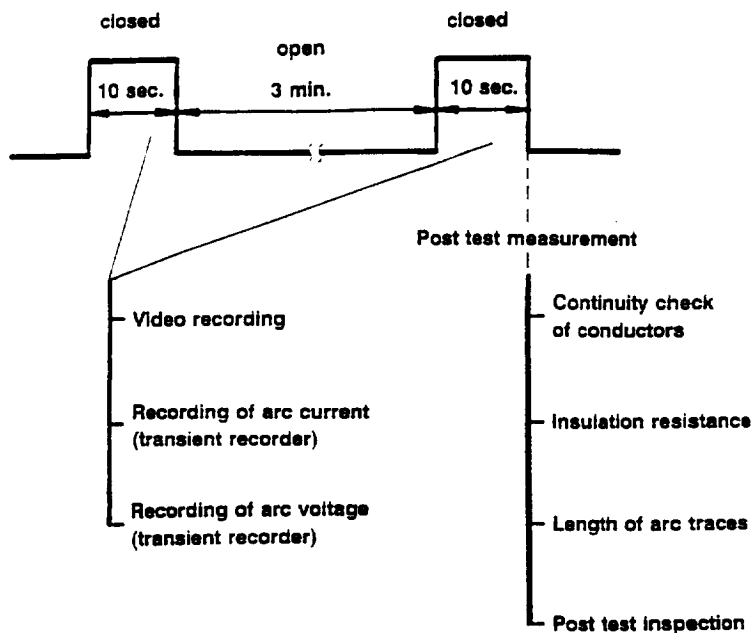 closed
closed
open
10 sec.
3 min.
10 sec.
Post test measurement
Video recording
Recording of arc current
(transient recorder)
Recording of arc voltage
(transient recorder)
Continuity check
of conductors
Insulation resistance
Length of arc traces
Post test inspection